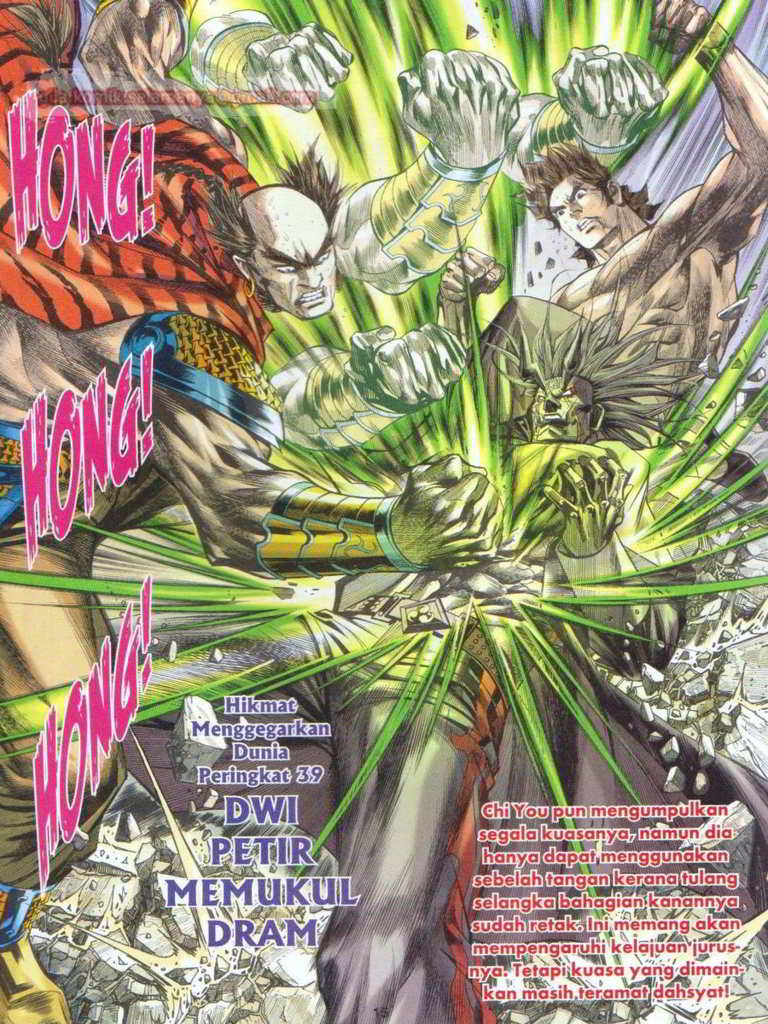 HONG!
HONG!
HONG!
Hikmat
Menggegarkan
Dunia
Peringkat 39
DWI
PETIR
MEMUKUL
DRAM
Chi You pun mengumpulkan
segala kuasanya, namun dia
hanya dapat menggunakan
sebelah tangan kerana tulang
selangka bahagian kanannya
sudah retak. Ini memang akan
mempengaruhi kelajuan jurus-
nya. Tetapi kuasa yang dimain-
kan masih teramat dahsyat!